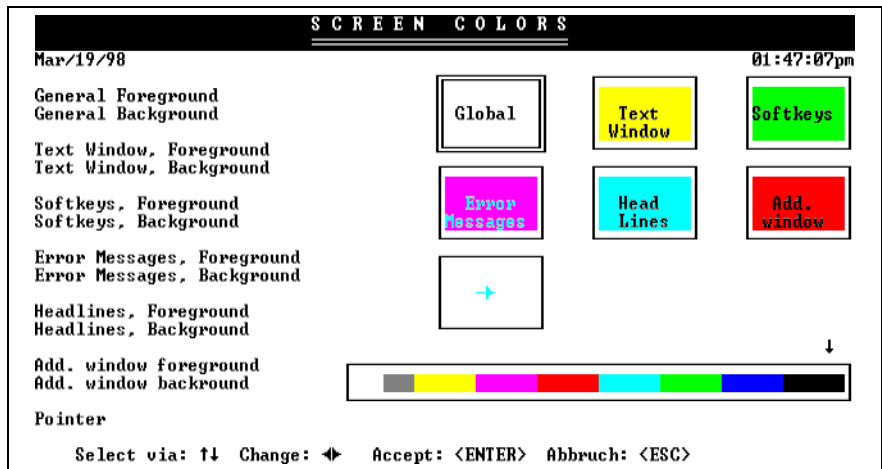 SCREEN COLORS
Mar/19/98 01:47:07pm
General Foreground
General Background
Text Window, Foreground
Text Window, Background
Softkeys, Foreground
Softkeys, Background
Error Messages, Foreground
Error Messages, Background
Headlines, Foreground
Headlines, Background
Add. window foreground
Add. window backround
Pointer
Global
Text
Window
Softkeys
Error
Messages
Head
Lines
Add.
window
Select via: ↑↓ Change: ◄► Accept: <ENTER> Abbruch: <ESC>